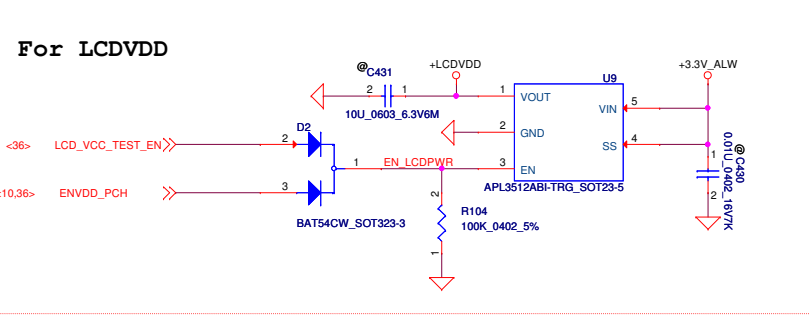 For LCDVDD
@
C431
+LCDVDD
U9
+3.3V_ALW
2
1
1
VOUT
VIN
5
10U_0603_6.3V6M
D2
2
GND
SS
4
<36>
LCD_VCC_TEST_EN
2
1
EN_LCDPWR
3
EN
@C430
0.01U_0402_16V7K
1
2
10,36>
ENVDD_PCH
3
APL3512ABI-TRG_SOT23-5
BAT54CW_SOT323-3
2
R104
100K_0402_5%
1